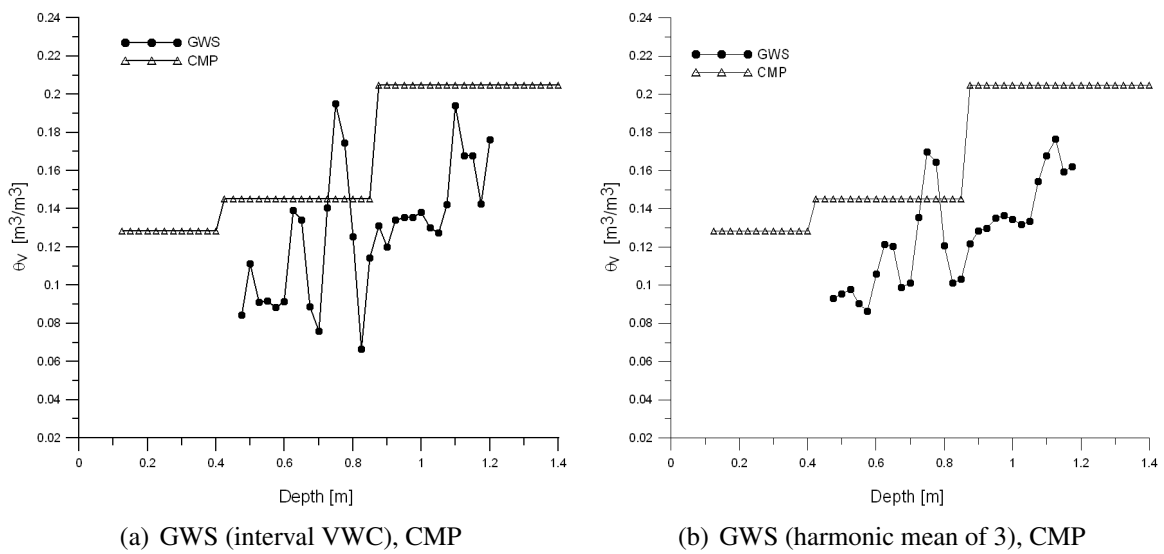 0.24
0.22
0.2
0.18
0.16
0.14
0.12
0.1
0.08
0.06
0.04
0.02
θV [m³/m³]
GWS
CMP
0 0.2 0.4 0.6 0.8 1 1.2 1.4
Depth [m]
(a) GWS (interval VWC), CMP
0.24
0.22
0.2
0.18
0.16
0.14
0.12
0.1
0.08
0.06
0.04
0.02
θV [m³/m³]
GWS
CMP
0 0.2 0.4 0.6 0.8 1 1.2 1.4
Depth [m]
(b) GWS (harmonic mean of 3), CMP